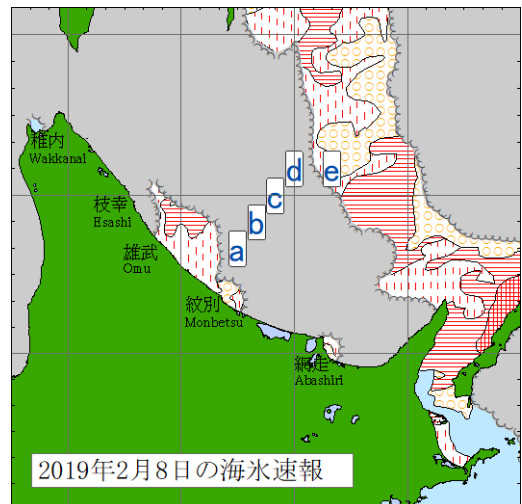 稚内
Wakkanai
枝幸
Esashi
雄武
Omu
紋別
Monbetsu
網走
Abashiri
a
b
c
d
e
2019年2月8日の海氷速報